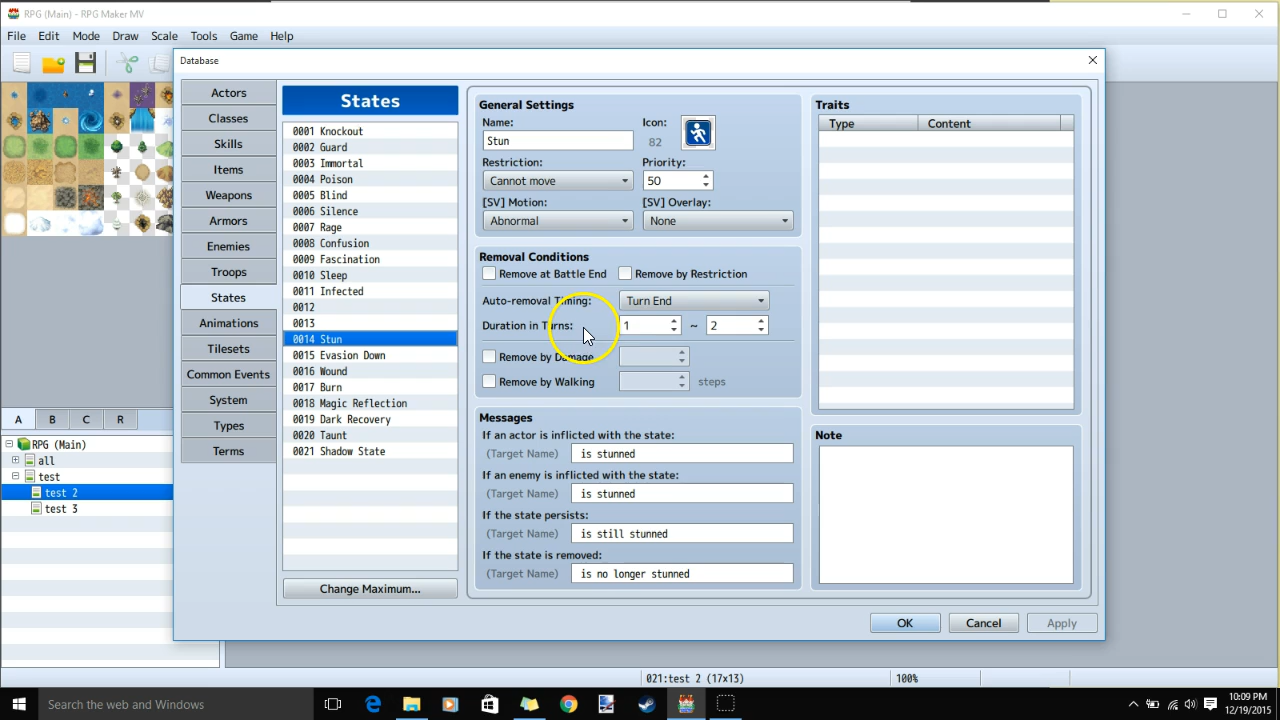 RPG (Main) - RPG Maker MV
File Edit Mode Draw Scale Tools Game Help
Database
Actors
Classes
Skills
Items
Weapons
Armors
Enemies
Troops
States
Animations
Tilesets
Common Events
System
Types
Terms
States
0001 Knockout
0002 Guard
0003 Immortal
0004 Poison
0005 Blind
0006 Silence
0007 Rage
0008 Confusion
0009 Fascination
0010 Sleep
0011 Infected
0012
0013
0014 Stun
0015 Evasion Down
0016 Wound
0017 Burn
0018 Magic Reflection
0019 Dark Recovery
0020 Taunt
0021 Shadow State
Change Maximum...
General Settings
Name: Icon:
Stun 82
Restriction: Priority:
Cannot move 50
[SV] Motion: [SV] Overlay:
Abnormal None
Removal Conditions
Remove at Battle End Remove by Restriction
Auto-removal Timing: Turn End
Duration in Turns: 1 ~ 2
Remove by Damage
Remove by Walking steps
Messages
If an actor is inflicted with the state:
(Target Name) is stunned
If an enemy is inflicted with the state:
(Target Name) is stunned
If the state persists:
(Target Name) is still stunned
If the state is removed:
(Target Name) is no longer stunned
Traits
Type Content
Note
OK Cancel Apply
A B C R
RPG (Main)
all
test
test 2
test 3
021:test 2 (17x13) 100%
Search the web and Windows
10:09 PM
12/19/2015